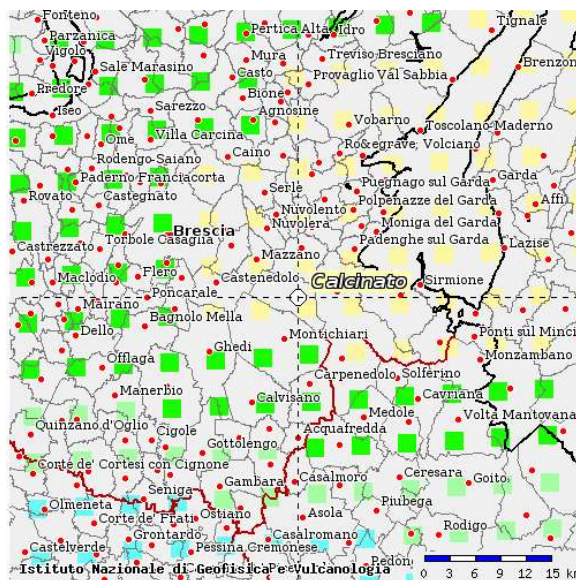 Fonteno
Pertica Alta
Idro
Tignale
Parzanica
Vigolo
Mura
Treviso Bresciano
Brenzon
Sale Marasino
Casto
Provaglio Val Sabbia
Predore
Bione
Iseo
Sarezzo
Agnosine
Vobarno
Toscolano-Maderno
Ome
Villa Carcina
Caino
Ro&egrave; Volciano
Rodengo-Saiano
Garda
Paderno Franciacorta
Serle
Puegnago sul Garda
Rovato
Castegnato
Polpenazze del Garda
Affi
Nuvolento
Moniga del Garda
Brescia
Nuvolera
Torbole Casaglia
Padenghe sul Garda
Lazise
Castrezzato
Mazzano
Flero
Maclodio
Castenedolo
Calcinato
Sirmione
Poncarale
Mairano
Bagnolo Mella
Dello
Montichiari
Ponti sul Minci
Ghedi
Offlaga
Monzambano
Carpenedolo
Solferino
Manerbio
Calvisano
Cavriana
Medole
Volta Mantovana
Quinzano d'Oglio
Acquafredda
Cigole
Gottolengo
Corte de' Cortesi con Cignone
Ceresara
Gambara
Casalmoro
Goito
Seniga
Piubega
Olmeneta
Ostiano
Corte de' Frati
Asola
Rodigo
Grontardo
Casalromano
Castelverde
Pessina Cremonese
Redon
Istituto Nazionale di Geofisica e Vulcanologia
0 3 6 9 12 15 k